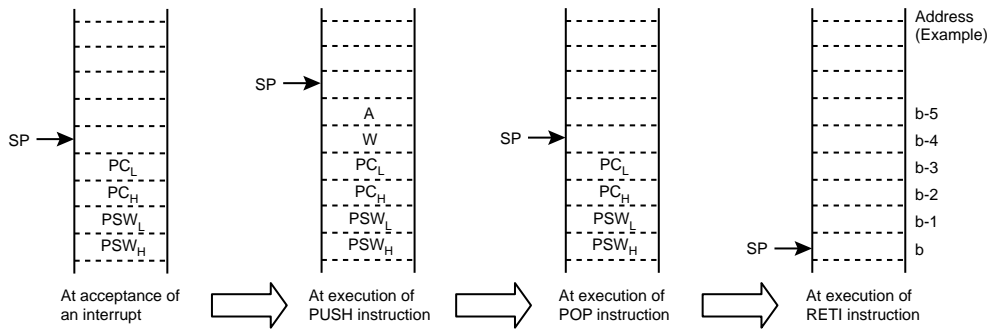 Address
(Example)
SP
A
b-5
SP
W
SP
b-4
PCL
PCL
PCL
b-3
PCH
PCH
PCH
b-2
PSWL
PSWL
PSWL
b-1
PSWH
PSWH
PSWH
SP
b
At acceptance of
an interrupt
At execution of
PUSH instruction
At execution of
POP instruction
At execution of
RETI instruction